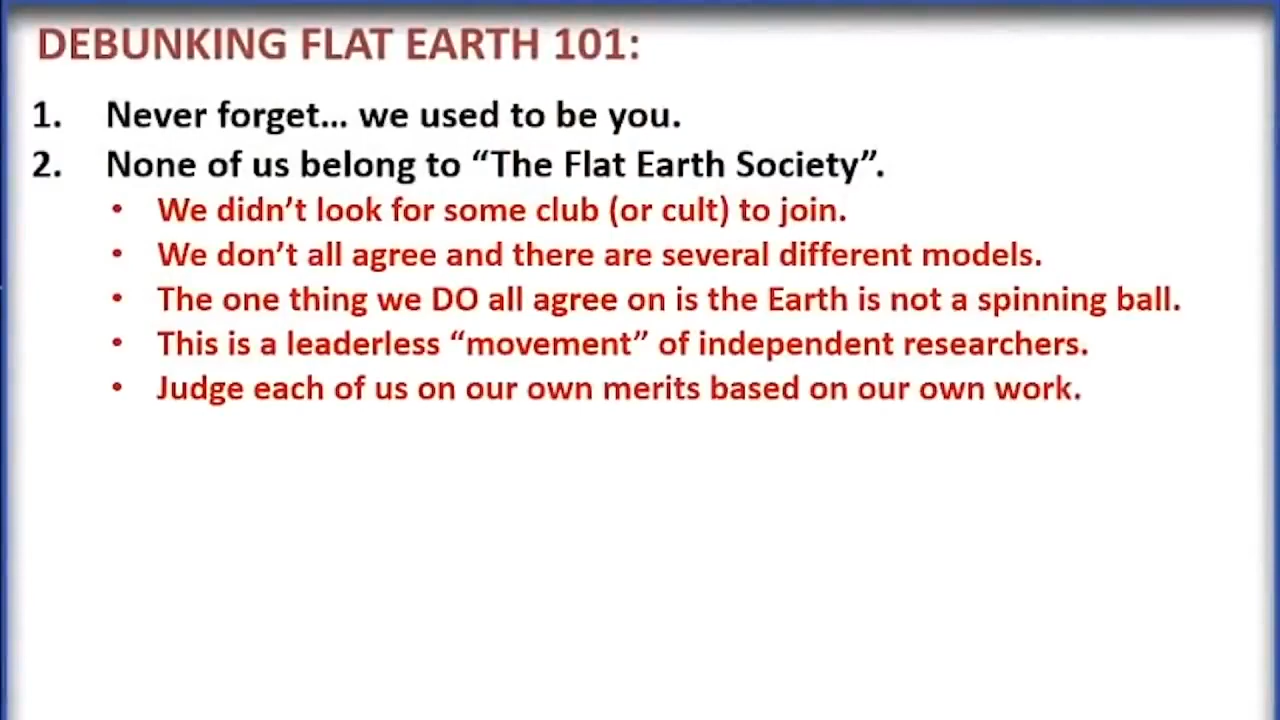 DEBUNKING FLAT EARTH 101:
1. Never forget... we used to be you.
2. None of us belong to “The Flat Earth Society”.
• We didn’t look for some club (or cult) to join.
• We don’t all agree and there are several different models.
• The one thing we DO all agree on is the Earth is not a spinning ball.
• This is a leaderless “movement” of independent researchers.
• Judge each of us on our own merits based on our own work.